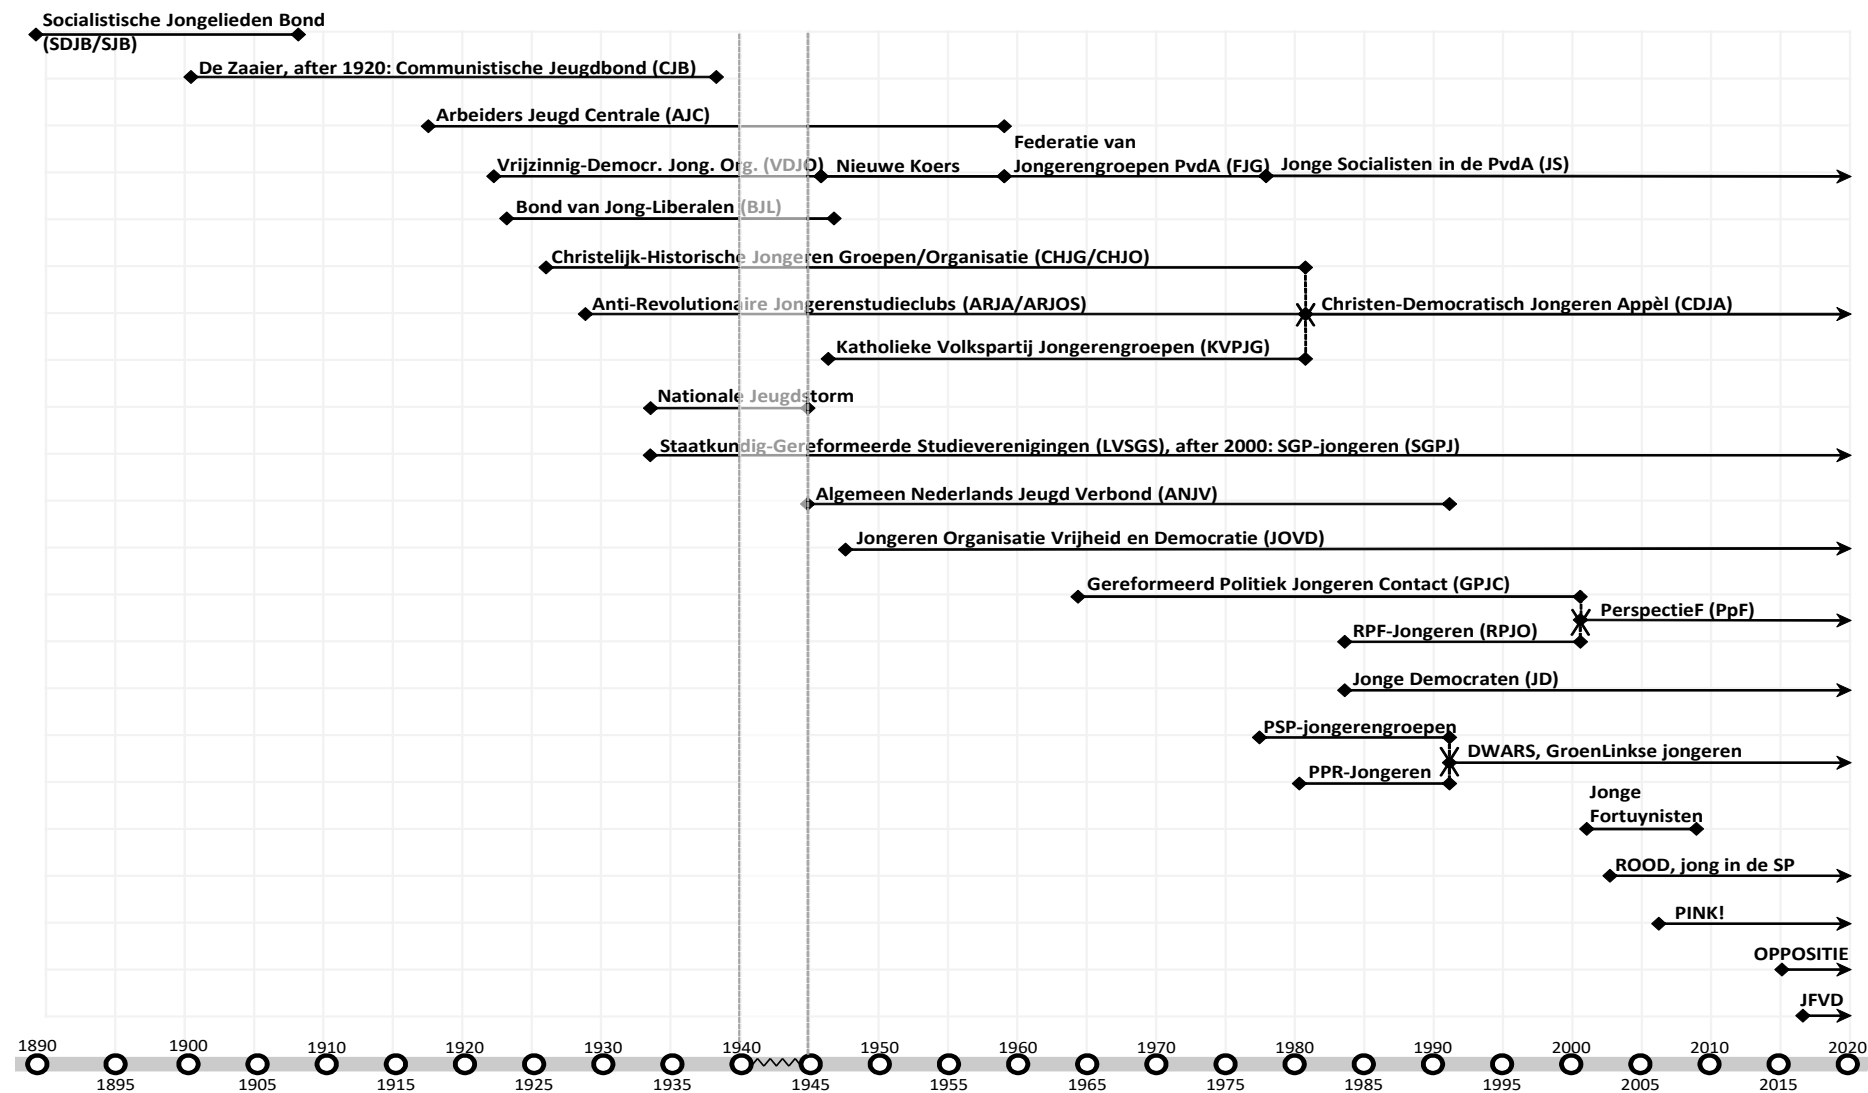 Socialistische Jongelieden Bond
(SDJB/SJB)
De Zaaier, after 1920: Communistische Jeugdbond (CJB)
Arbeiders Jeugd Centrale (AJC)
Federatie van
Jongerengroepen PvdA (FJG)
Vrijzinnig-Democr. Jong. Org. (VDJO)
Nieuwe Koers
Jonge Socialisten in de PvdA (JS)
Bond van Jong-Liberalen (BJL)
Christelijk-Historische Jongeren Groepen/Organisatie (CHJG/CHJO)
Anti-Revolutionaire Jongerenstudieclubs (ARJA/ARJOS)
Christen-Democratisch Jongeren Appèl (CDJA)
Katholieke Volkspartij Jongerengroepen (KVPJG)
Nationale Jeugdstorm
Staatkundig-Gereformeerde Studieverenigingen (LVSGS), after 2000: SGP-jongeren (SGPJ)
Algemeen Nederlands Jeugd Verbond (ANJV)
Jongeren Organisatie Vrijheid en Democratie (JOVD)
Gereformeerd Politiek Jongeren Contact (GPJC)
PerspectieF (PpF)
RPF-Jongeren (RPJO)
Jonge Democraten (JD)
PSP-jongerengroepen
DWARS, GroenLinkse jongeren
PPR-Jongeren
Jonge
Fortuynisten
ROOD, jong in de SP
PINK!
OPPOSITIE
JFVD
1890 1900 1910 1920 1930 1940 1950 1960 1970 1980 1990 2000 2010 2020
1895 1905 1915 1925 1935 1945 1955 1965 1975 1985 1995 2005 2015